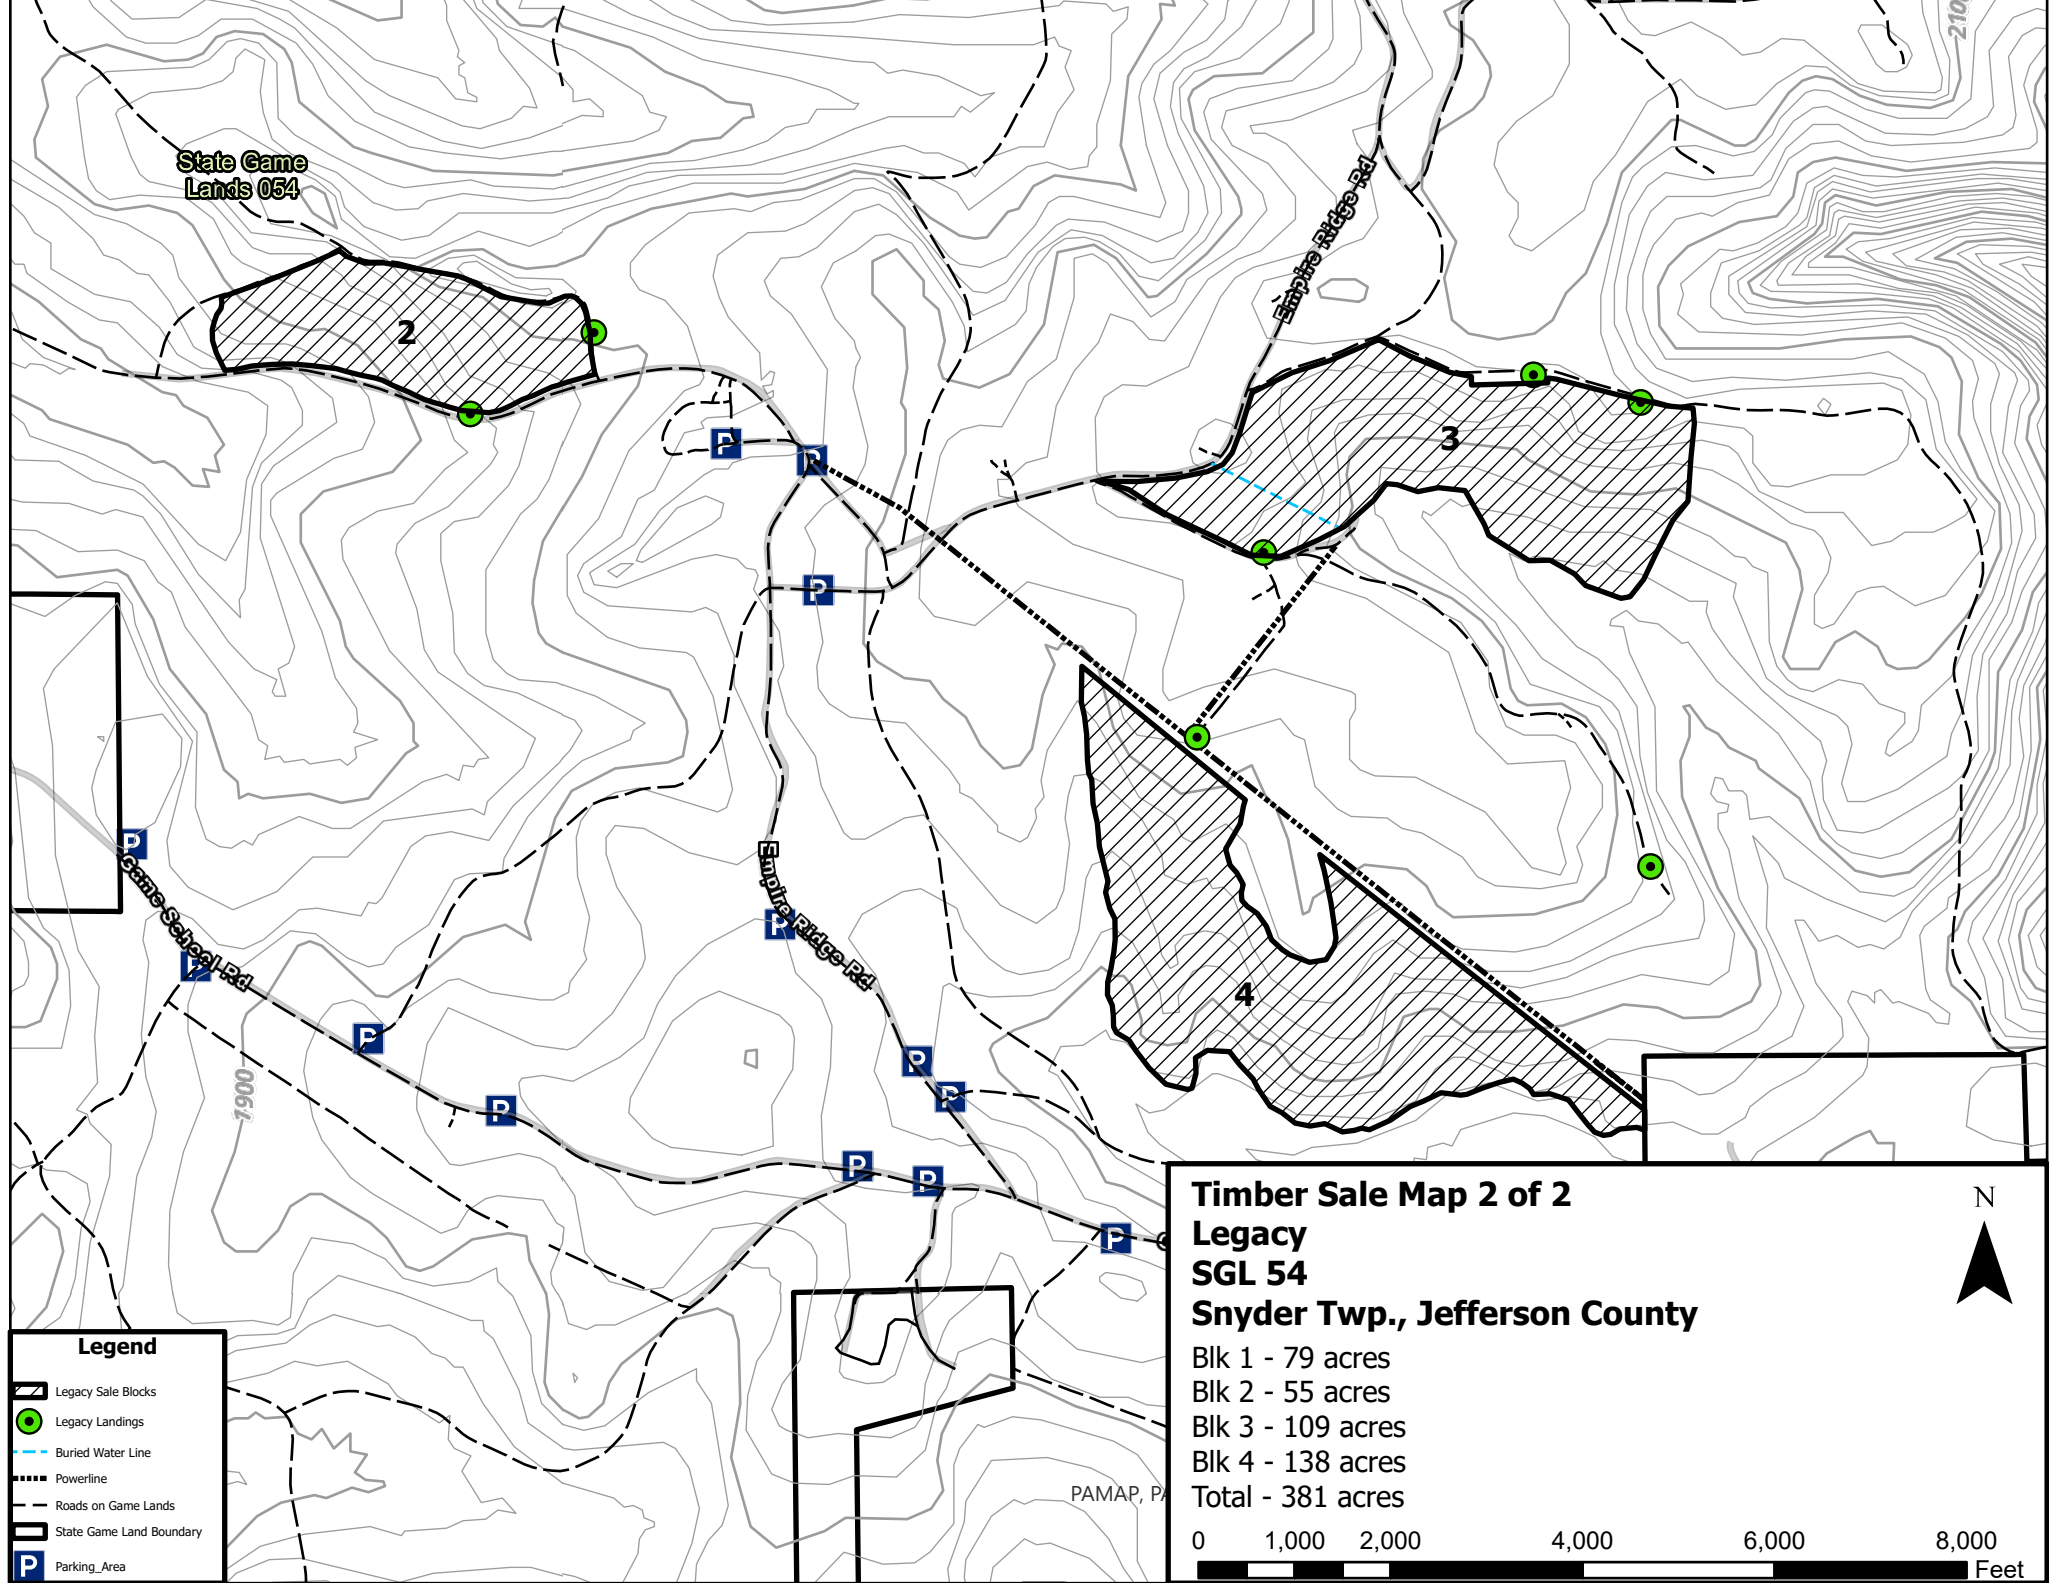 2100
State Game
Lands 054
Empire Ridge Rd
2
3
P
P
P
P
Empire Ridge Rd
P
Game School Rd
P
P
4
P
P
P
1900
P
P
P
P
Timber Sale Map 2 of 2
Legacy
SGL 54
Snyder Twp., Jefferson County
N
Blk 1 - 79 acres
Blk 2 - 55 acres
Blk 3 - 109 acres
Blk 4 - 138 acres
Total - 381 acres
0 1,000 2,000 4,000 6,000 8,000
Feet
PAMAP,
Legend
Legacy Sale Blocks
Legacy Landings
Buried Water Line
Powerline
Roads on Game Lands
State Game Land Boundary
P Parking_Area